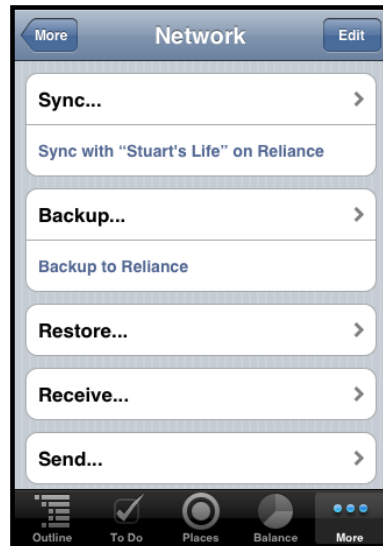 More Network Edit
Sync...
Sync with “Stuart's Life” on Reliance
Backup...
Backup to Reliance
Restore...
Receive...
Send...
Outline To Do Places Balance More